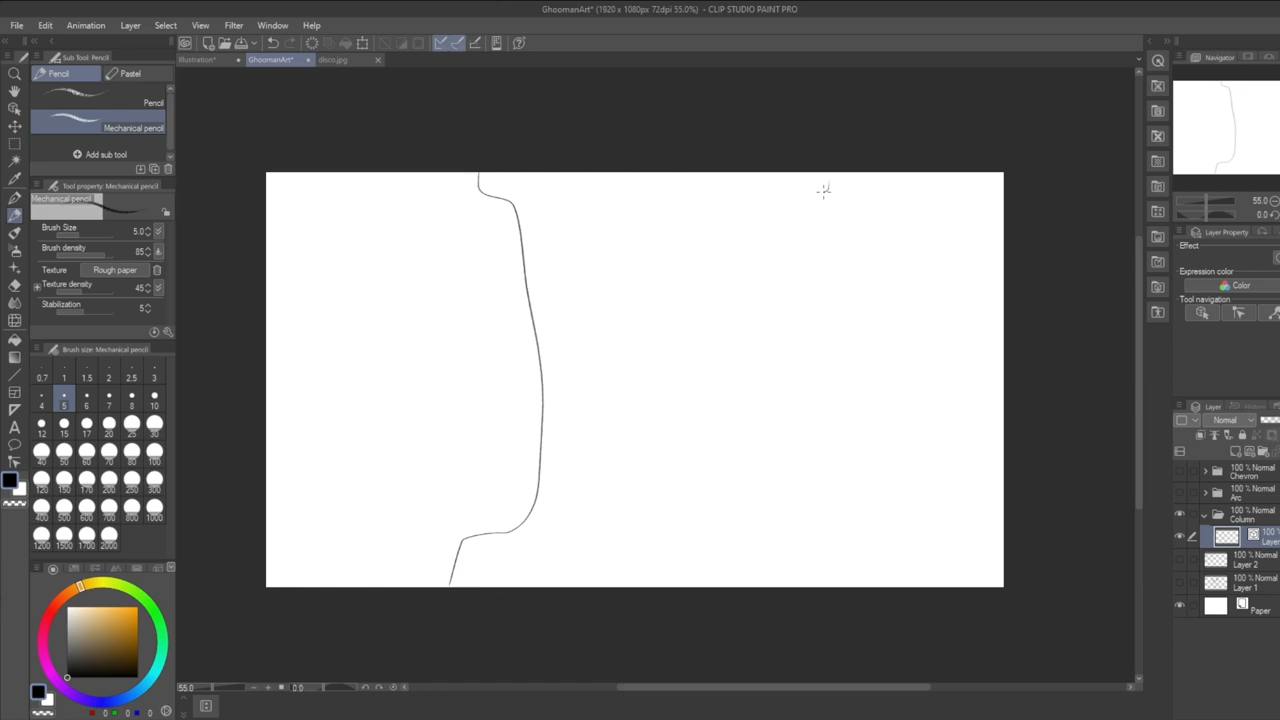 GhoomanArt* (1920 x 1080px 72dpi 55.0%) - CLIP STUDIO PAINT PRO
File Edit Animation Layer Select View Filter Window Help
Sub Tool: Pencil
Illustration* GhoomanArt* disco.jpg
Navigator
Pencil Pastel
Pencil
Mechanical pencil
Add sub tool
Tool property: Mechanical pencil
Mechanical pencil
Brush Size 5.0
Brush density 85
Texture Rough paper
Texture density 45
Stabilization 5
Brush size: Mechanical pencil
0.7 1 1.5 2 2.5 3
4 5 6 7 8 10
12 15 17 20 25 30
40 50 60 70 80 100
120 150 170 200 250 300
400 500 600 700 800 1000
1200 1500 1700 2000
0 0 0
55.0 0.0
55.0
0.0
Layer Property
Effect
Expression color
Color
Tool navigation
Layer
Normal
100 % Normal
Chevron
100 % Normal
Arc
100 % Normal
Column
100 %
Layer
100 % Normal
Layer 2
100 % Normal
Layer 1
Paper